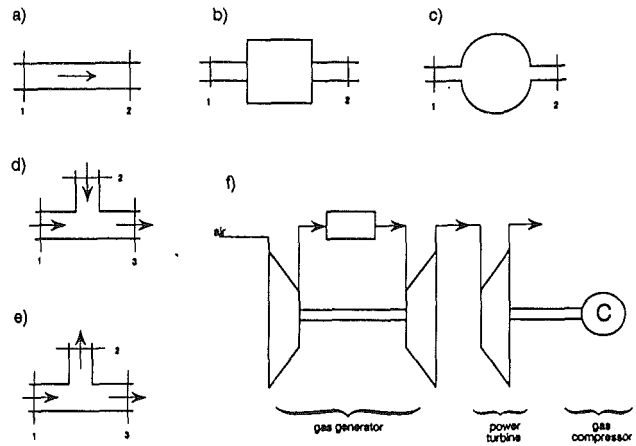 a)
1
2
b)
1
2
c)
1
2
d)
2
1
3
f)
air
C
e)
2
1
3
gas generator
power
turbine
gas
compressor